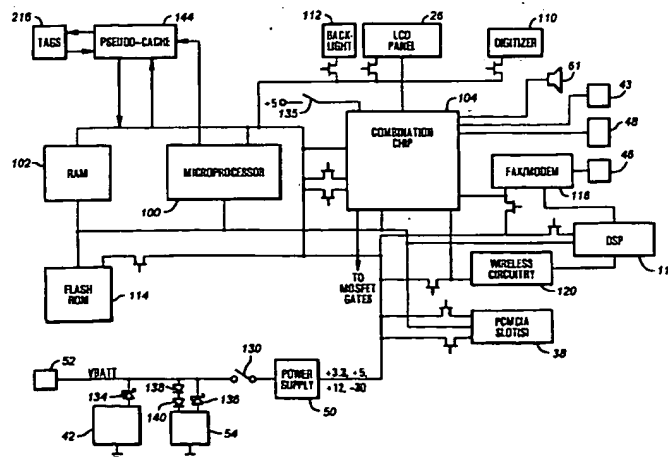 216
144
TAGS
PSEUDO-CACHE
112
BACK-
LIGHT
26
LCD
PANEL
110
DIGITIZER
61
43
48
+5
135
104
COMBINATION
CHIP
102
RAM
MICROPROCESSOR
100
FAX/MODEM
116
46
DSP
11
FLASH
ROM
114
TO
MOSFET
GATES
WIRELESS
CIRCUITRY
120
PCMCIA
SLOT(S)
38
52
VBATT
134
138
140
136
130
POWER
SUPPLY
50
+3.3, +5,
+12, -30
42
54